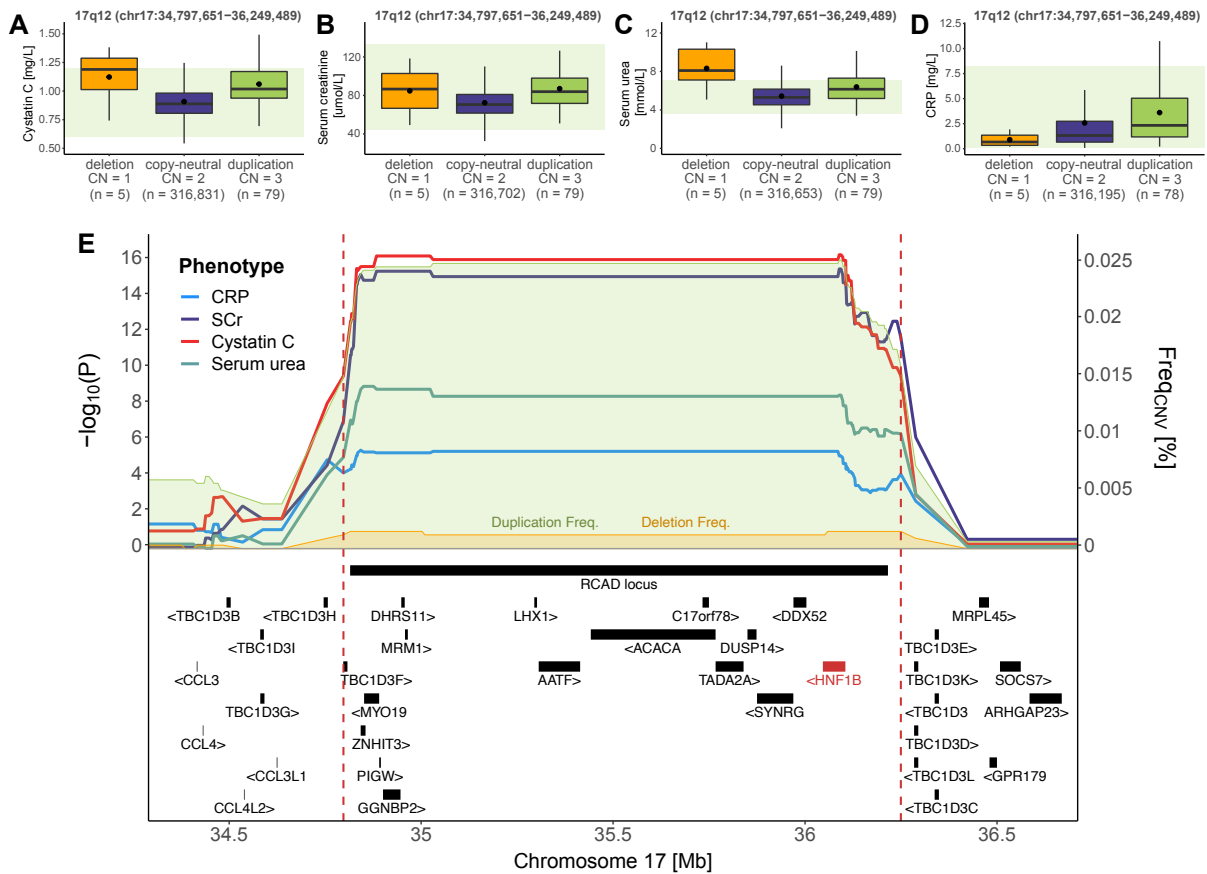 A
17q12 (chr17:34,797,651−36,249,489)
Cystatin C [mg/L]
1.50
1.25
1.00
0.75
0.50
deletion
CN = 1
(n = 5)
copy-neutral
CN = 2
(n = 316,831)
duplication
CN = 3
(n = 79)
B
17q12 (chr17:34,797,651−36,249,489)
Serum creatinine
[umol/L]
120
80
40
deletion
CN = 1
(n = 5)
copy-neutral
CN = 2
(n = 316,702)
duplication
CN = 3
(n = 79)
C
17q12 (chr17:34,797,651−36,249,489)
Serum urea
[mmol/L]
12
8
4
0
deletion
CN = 1
(n = 5)
copy-neutral
CN = 2
(n = 316,653)
duplication
CN = 3
(n = 79)
D
17q12 (chr17:34,797,651−36,249,489)
CRP [mg/L]
12.5
10.0
7.5
5.0
2.5
0.0
deletion
CN = 1
(n = 5)
copy-neutral
CN = 2
(n = 316,195)
duplication
CN = 3
(n = 78)
E
Phenotype
CRP
SCr
Cystatin C
Serum urea
−log10(P)
16
14
12
10
8
6
4
2
0
FreqCNV [%]
0.025
0.02
0.015
0.01
0.005
0
Duplication Freq.
Deletion Freq.
RCAD locus
<TBC1D3B
<TBC1D3H
DHRS11>
LHX1>
C17orf78>
<DDX52
MRPL45>
<TBC1D3I
MRM1>
<ACACA
DUSP14>
TBC1D3E>
<CCL3
TBC1D3F>
AATF>
TADA2A>
<HNF1B
TBC1D3K>
SOCS7>
TBC1D3G>
<MYO19
<SYNRG
<TBC1D3
ARHGAP23>
CCL4>
ZNHIT3>
TBC1D3D>
<CCL3L1
PIGW>
<TBC1D3L
<GPR179
CCL4L2>
GGNBP2>
<TBC1D3C
34.5
35
35.5
36
36.5
Chromosome 17 [Mb]